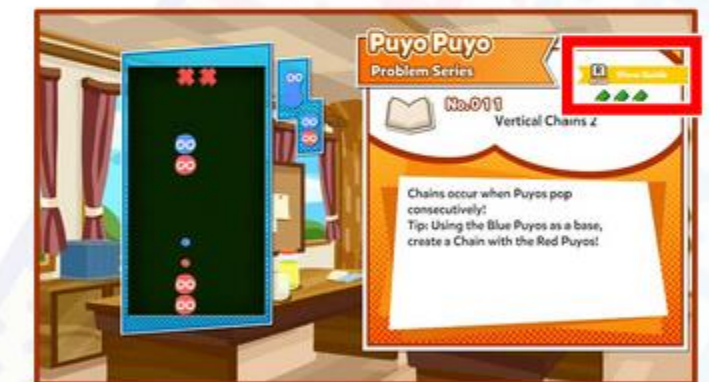 Puyo Puyo
Problem Series
No.011
Vertical Chains 2
Chains occur when Puyos pop
consecutively!
Tip: Using the Blue Puyos as a base,
create a Chain with the Red Puyos!